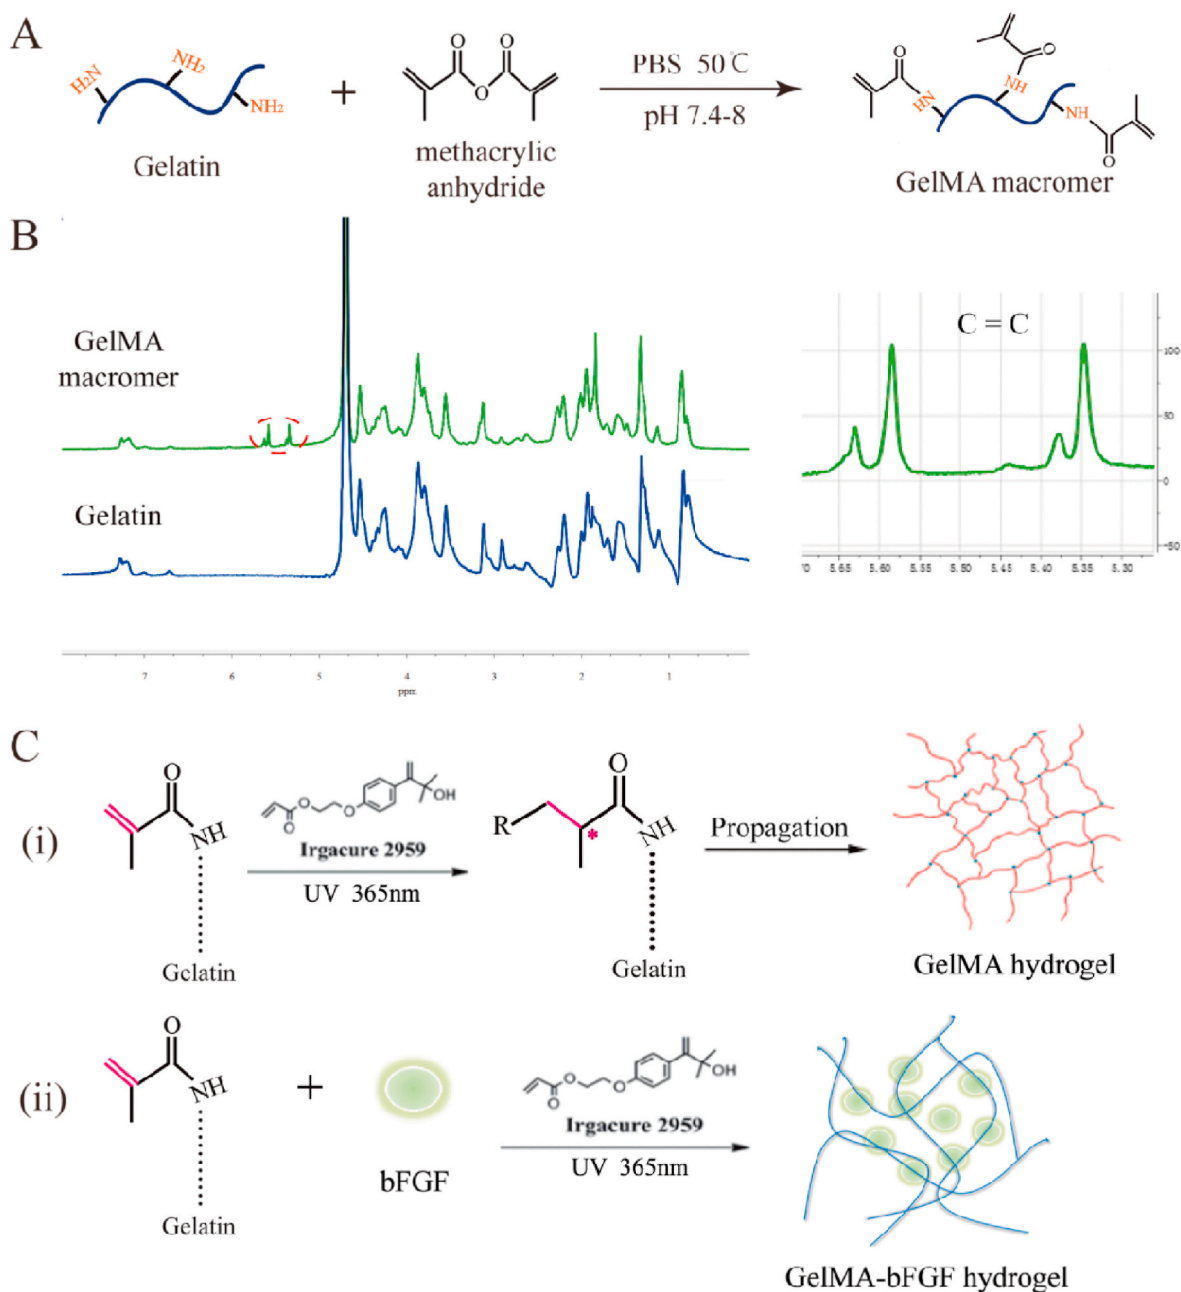 A
H2N
NH2
NH2
Gelatin
+
O O
O
methacrylic
anhydride
PBS 50℃
pH 7.4-8
O
HN
O
NH
NH
O
GelMA macromer
B
GelMA
macromer
Gelatin
7 6 5 4 3 2 1
ppm
C = C
100
50
0
-50
5.65 5.60 5.55 5.50 5.45 5.40 5.35 5.30
C
(i)
O
NH
Gelatin
O
O
O
OH
Irgacure 2959
UV 365nm
O
R
*
NH
Gelatin
Propagation
GelMA hydrogel
(ii)
O
NH
Gelatin
+
bFGF
O
O
O
OH
Irgacure 2959
UV 365nm
GelMA-bFGF hydrogel